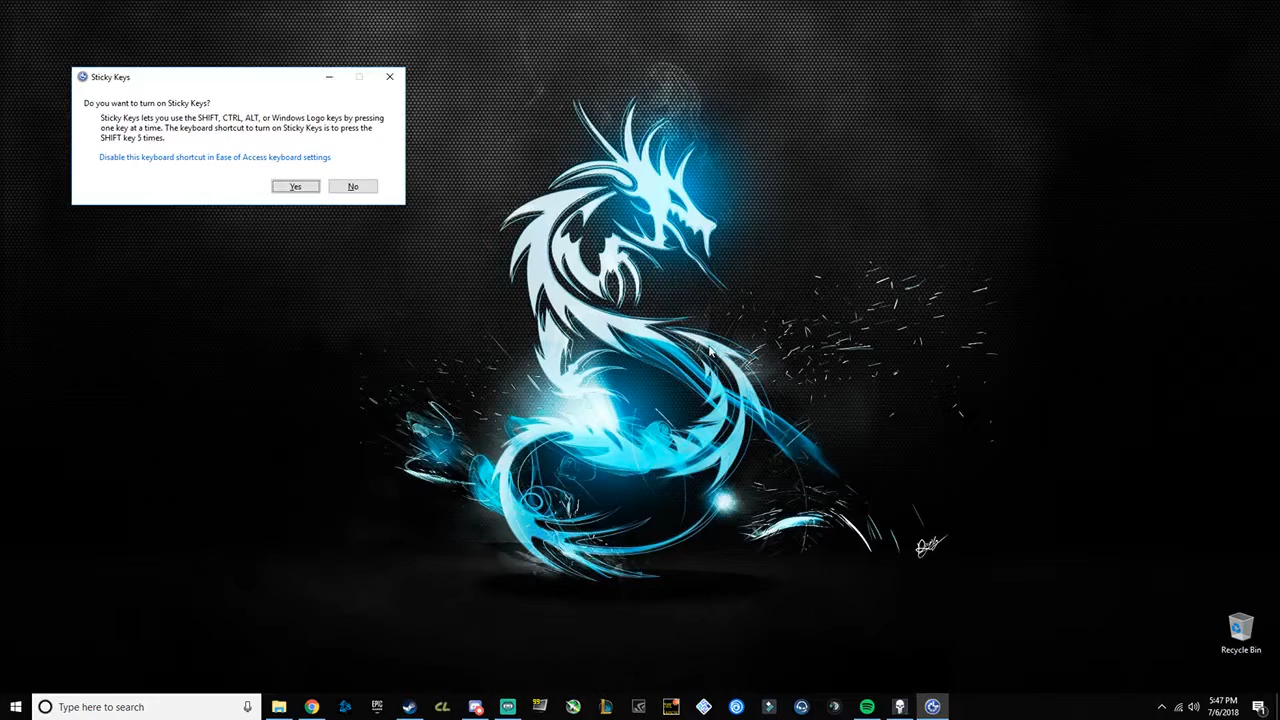 Sticky Keys
Do you want to turn on Sticky Keys?
Sticky Keys lets you use the SHIFT, CTRL, ALT, or Windows Logo keys by pressing
one key at a time. The keyboard shortcut to turn on Sticky Keys is to press the
SHIFT key 5 times.
Disable this keyboard shortcut in Ease of Access keyboard settings
Yes
No
Recycle Bin
Type here to search
EPIC
CL
99
5:47 PM
7/6/2018